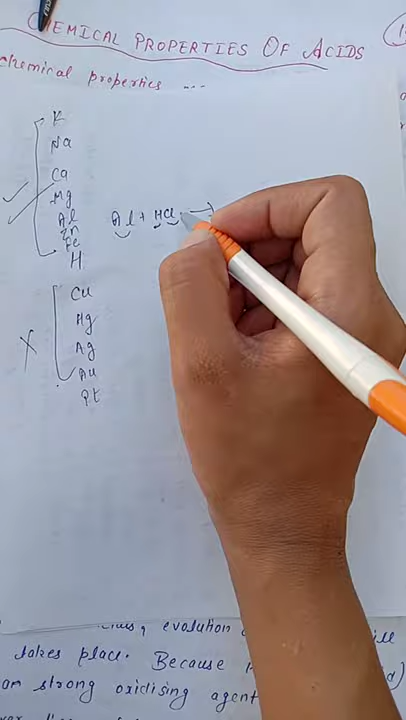 CHEMICAL PROPERTIES OF ACIDS
chemical properties ...
K
Na
Ca
Mg
Al
Zn
Fe
H
Al + HCl →
Cu
Hg
Ag
Au
Pt
evolution
takes place. Because
strong oxidising agent